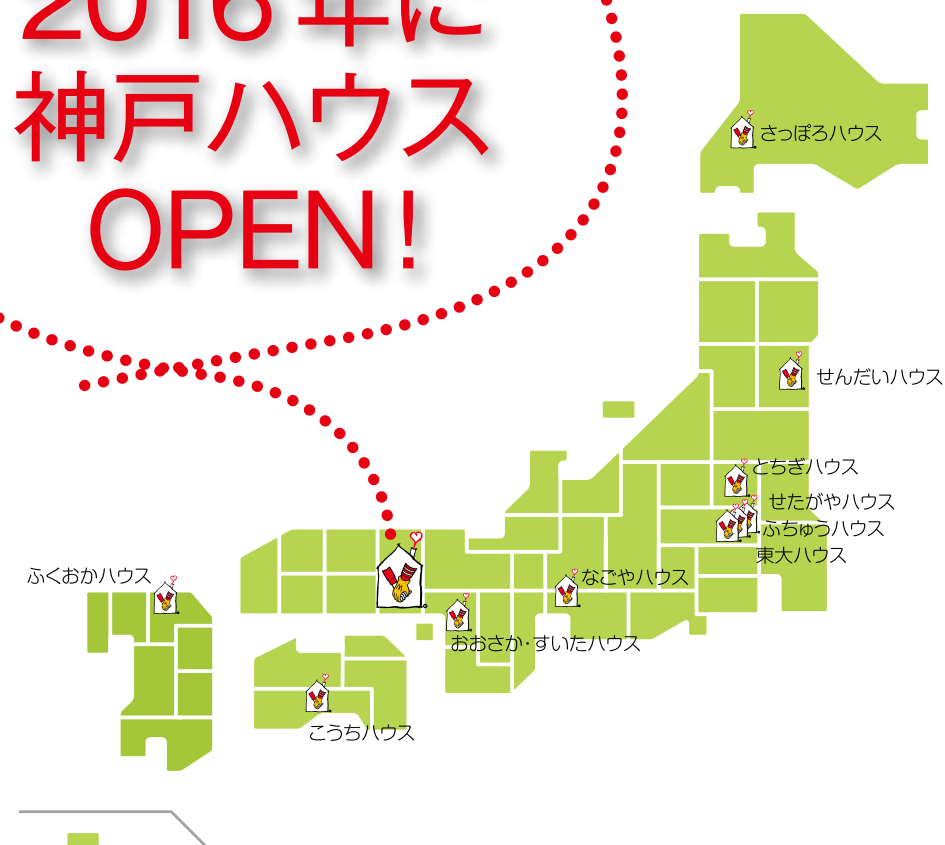 2016年に
神戸ハウス
OPEN!
さっぽろハウス
せんだいハウス
とちぎハウス
せたがやハウス
ふちゅうハウス
東大ハウス
ふくおかハウス
なごやハウス
おおさか・すいたハウス
こうちハウス